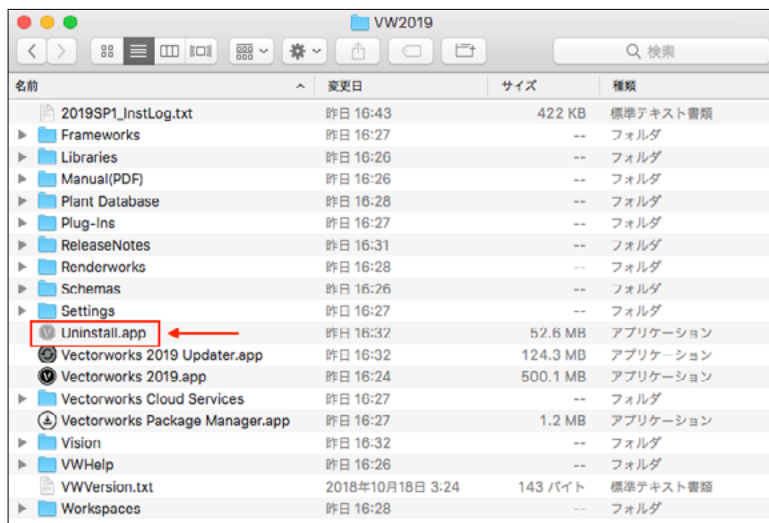 VW2019
検索
名前 変更日 サイズ 種類
2019SP1_InstLog.txt 昨日 16:43 422 KB 標準テキスト書類
Frameworks 昨日 16:27 -- フォルダ
Libraries 昨日 16:26 -- フォルダ
Manual(PDF) 昨日 16:26 -- フォルダ
Plant Database 昨日 16:28 -- フォルダ
Plug-Ins 昨日 16:27 -- フォルダ
ReleaseNotes 昨日 16:31 -- フォルダ
Renderworks 昨日 16:28 -- フォルダ
Schemas 昨日 16:26 -- フォルダ
Settings 昨日 16:27 -- フォルダ
Uninstall.app 昨日 16:32 52.6 MB アプリケーション
Vectorworks 2019 Updater.app 昨日 16:32 124.3 MB アプリケーション
Vectorworks 2019.app 昨日 16:24 500.1 MB アプリケーション
Vectorworks Cloud Services 昨日 16:27 -- フォルダ
Vectorworks Package Manager.app 昨日 16:27 1.2 MB アプリケーション
Vision 昨日 16:32 -- フォルダ
VWHelp 昨日 16:26 -- フォルダ
VWVersion.txt 2018年10月18日 3:24 143 バイト 標準テキスト書類
Workspaces 昨日 16:28 -- フォルダ